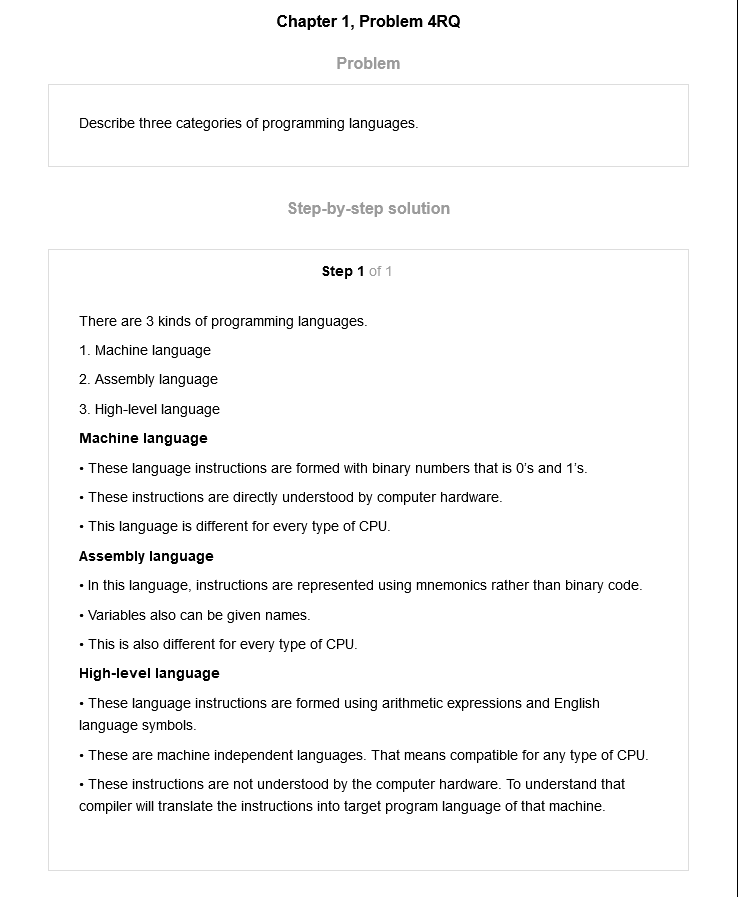 Chapter 1, Problem 4RQ
Problem
Describe three categories of programming languages.
Step-by-step solution
Step 1 of 1
There are 3 kinds of programming languages.
1. Machine language
2. Assembly language
3. High-level language
Machine language
• These language instructions are formed with binary numbers that is 0’s and 1’s.
• These instructions are directly understood by computer hardware.
• This language is different for every type of CPU.
Assembly language
• In this language, instructions are represented using mnemonics rather than binary code.
• Variables also can be given names.
• This is also different for every type of CPU.
High-level language
• These language instructions are formed using arithmetic expressions and English
language symbols.
• These are machine independent languages. That means compatible for any type of CPU.
• These instructions are not understood by the computer hardware. To understand that
compiler will translate the instructions into target program language of that machine.